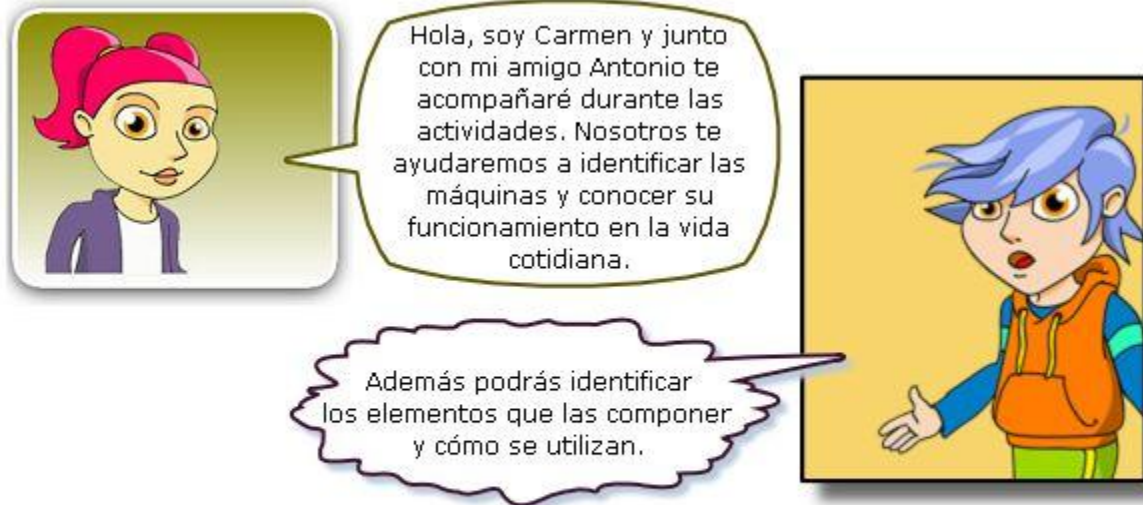 Hola, soy Carmen y junto
con mi amigo Antonio te
acompañaré durante las
actividades. Nosotros te
ayudaremos a identificar las
máquinas y conocer su
funcionamiento en la vida
cotidiana.
Además podrás identificar
los elementos que las componer
y cómo se utilizan.